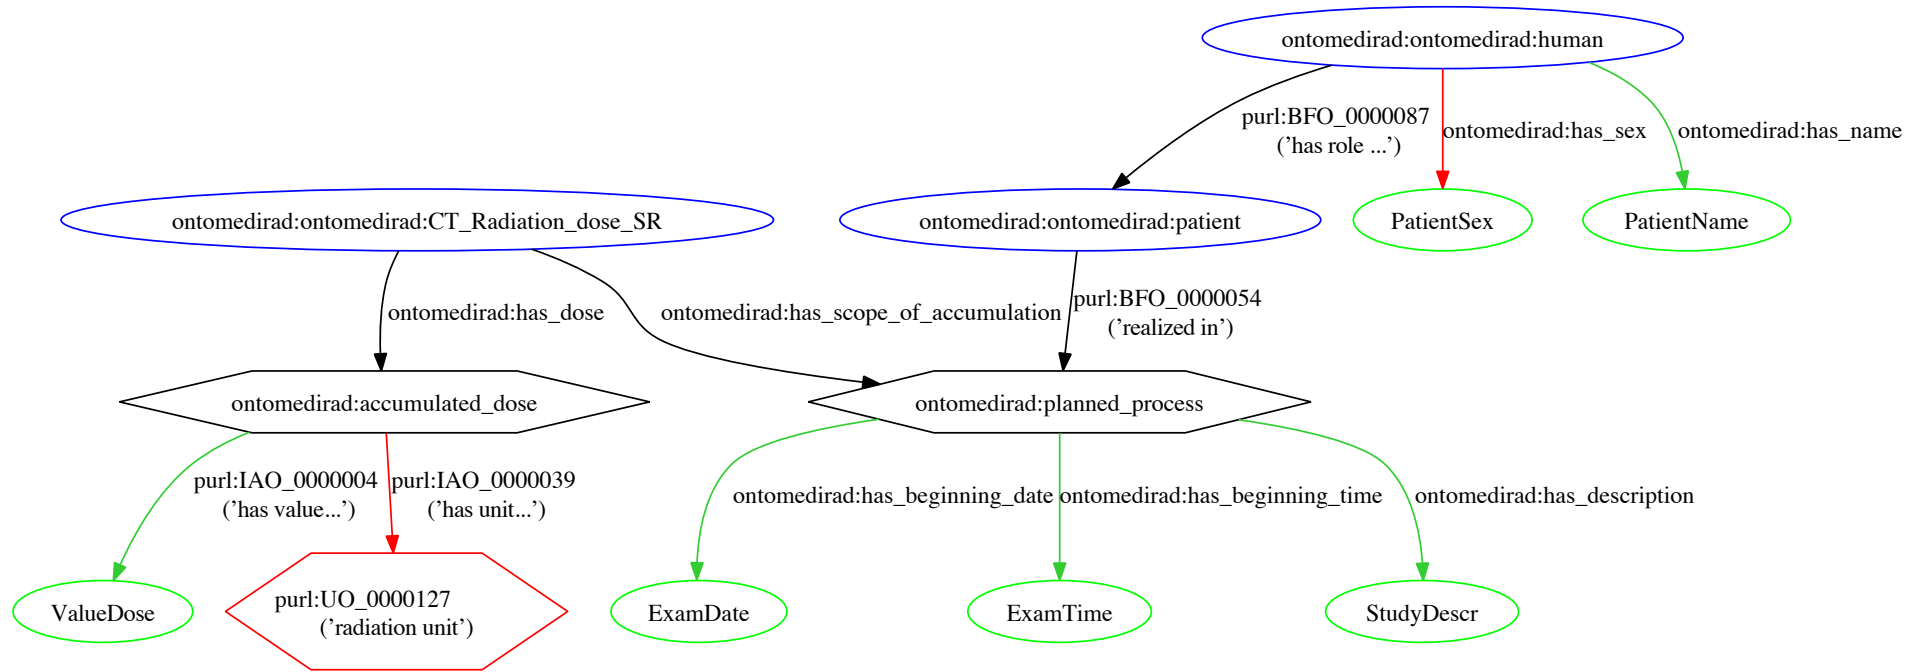 ontomedirad:ontomedirad:human
purl:BFO_0000087
('has role ...')
ontomedirad:has_sex
ontomedirad:has_name
ontomedirad:ontomedirad:CT_Radiation_dose_SR
ontomedirad:ontomedirad:patient
PatientSex
PatientName
ontomedirad:has_dose
ontomedirad:has_scope_of_accumulation
purl:BFO_0000054
('realized in')
ontomedirad:accumulated_dose
ontomedirad:planned_process
purl:IAO_0000004
('has value...')
purl:IAO_0000039
('has unit...')
ontomedirad:has_beginning_date
ontomedirad:has_beginning_time
ontomedirad:has_description
ValueDose
purl:UO_0000127
('radiation unit')
ExamDate
ExamTime
StudyDescr